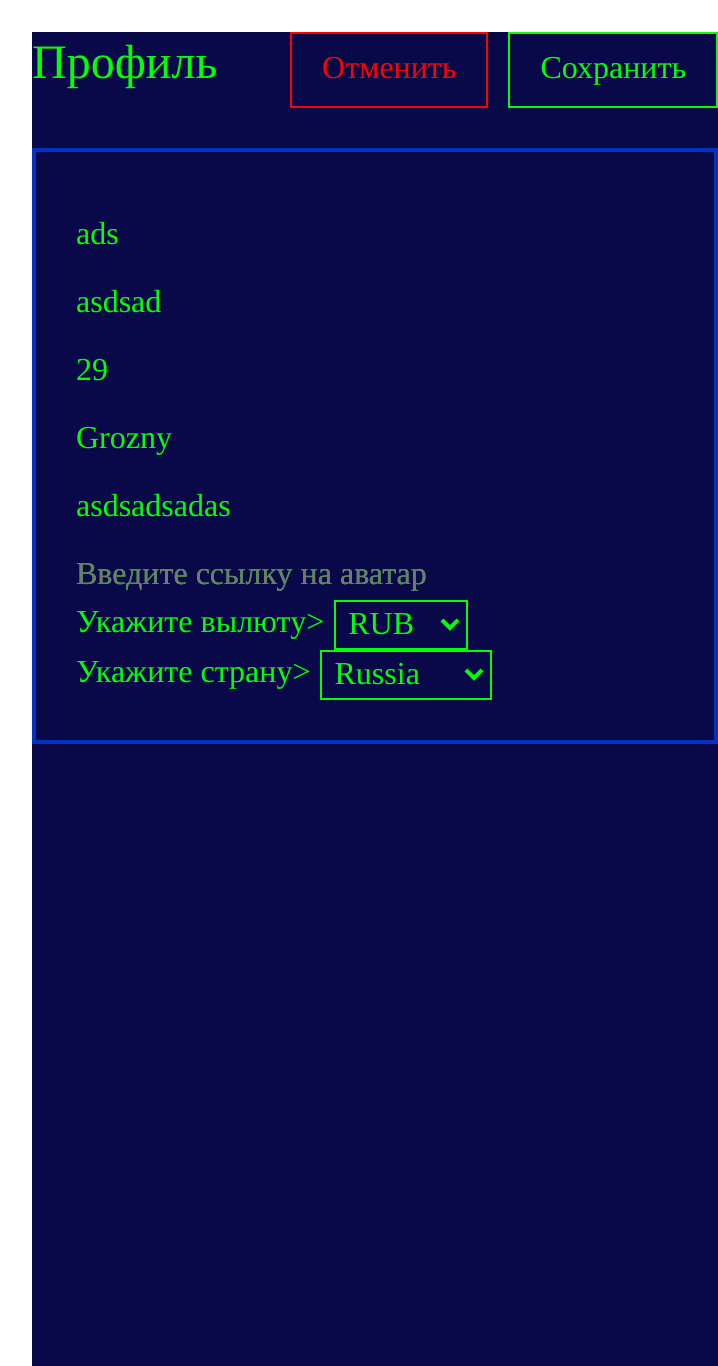 Профиль Отменить Сохранить
ads
asdsad
29
Grozny
asdsadsadas
Введите ссылку на аватар
Укажите вылюту> RUB
Укажите страну> Russia